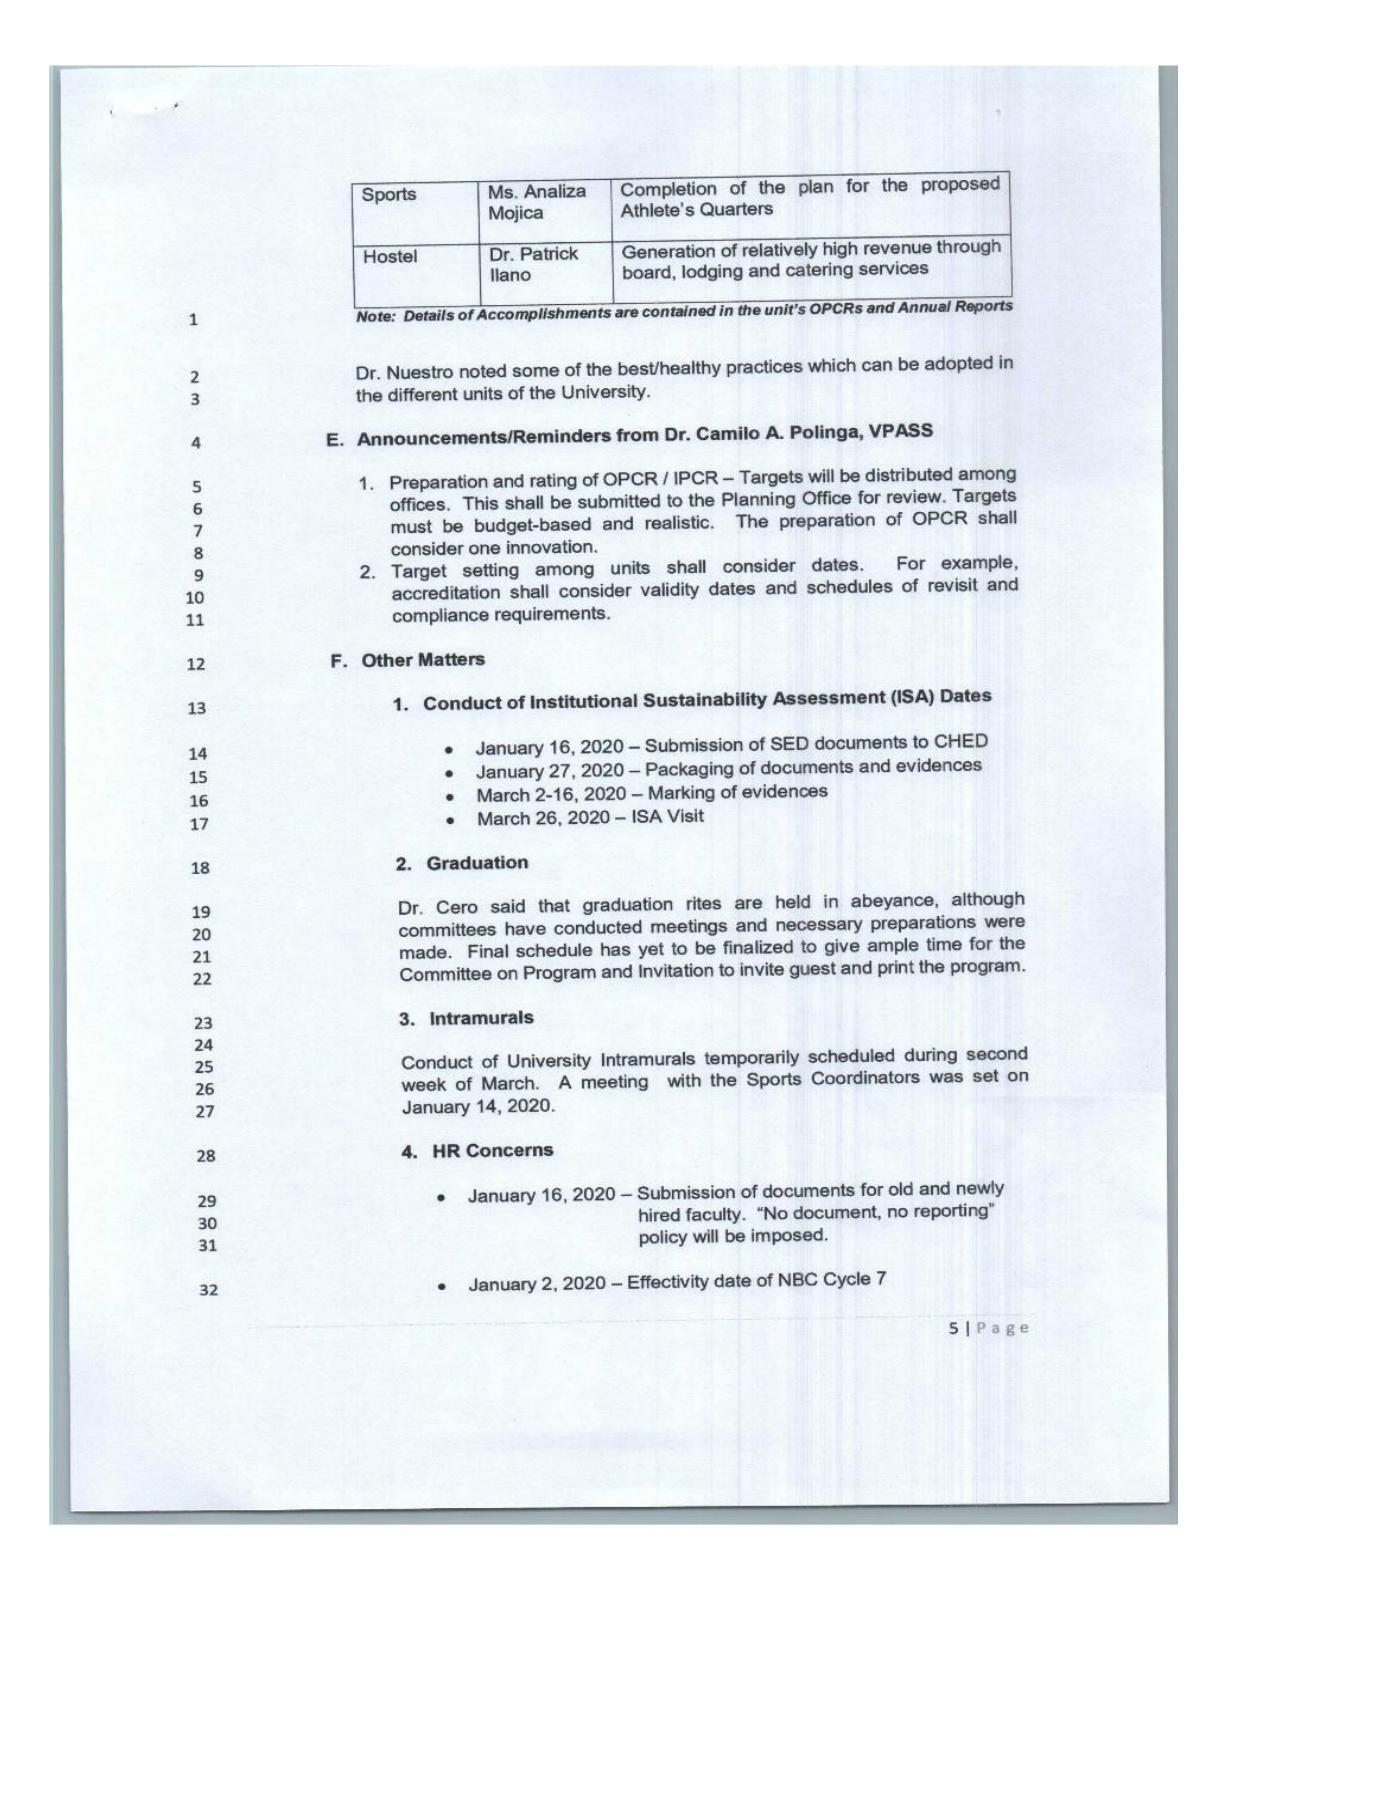 Sports Ms. Analiza Completion of the plan for the proposed
Mojica Athlete's Quarters
Hostel Dr. Patrick Generation of relatively high revenue through
Ilano board, lodging and catering services
1 Note: Details of Accomplishments are contained in the unit's OPCRs and Annual Reports
2 Dr. Nuestro noted some of the best/healthy practices which can be adopted in
3 the different units of the University.
4 E. Announcements/Reminders from Dr. Camilo A. Polinga, VPASS
5 1. Preparation and rating of OPCR / IPCR – Targets will be distributed among
6 offices. This shall be submitted to the Planning Office for review. Targets
7 must be budget-based and realistic. The preparation of OPCR shall
8 consider one innovation.
9 2. Target setting among units shall consider dates. For example,
10 accreditation shall consider validity dates and schedules of revisit and
11 compliance requirements.
12 F. Other Matters
13 1. Conduct of Institutional Sustainability Assessment (ISA) Dates
14 • January 16, 2020 – Submission of SED documents to CHED
15 • January 27, 2020 – Packaging of documents and evidences
16 • March 2-16, 2020 – Marking of evidences
17 • March 26, 2020 – ISA Visit
18 2. Graduation
19 Dr. Cero said that graduation rites are held in abeyance, although
20 committees have conducted meetings and necessary preparations were
21 made. Final schedule has yet to be finalized to give ample time for the
22 Committee on Program and Invitation to invite guest and print the program.
23 3. Intramurals
24
25 Conduct of University Intramurals temporarily scheduled during second
26 week of March. A meeting with the Sports Coordinators was set on
27 January 14, 2020.
28 4. HR Concerns
29 • January 16, 2020 – Submission of documents for old and newly
30 hired faculty. "No document, no reporting"
31 policy will be imposed.
32 • January 2, 2020 – Effectivity date of NBC Cycle 7
5 | Page